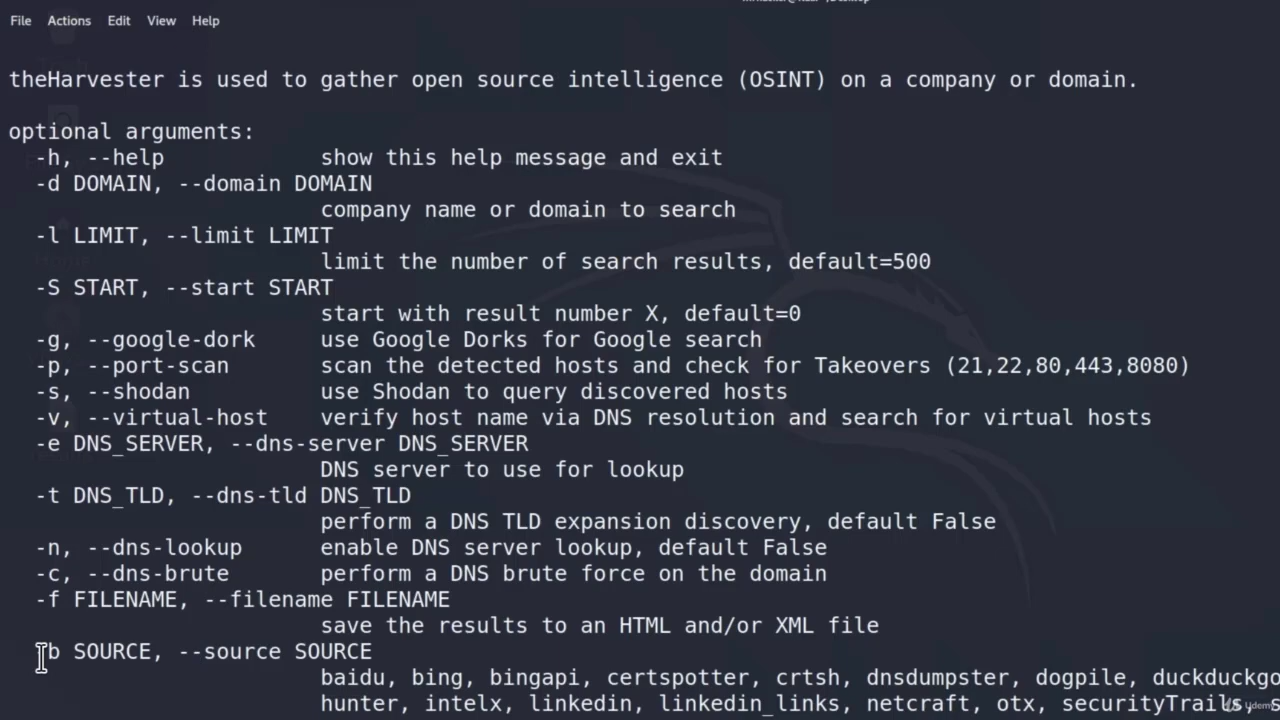 File Actions Edit View Help
theHarvester is used to gather open source intelligence (OSINT) on a company or domain.
optional arguments:
-h, --help show this help message and exit
-d DOMAIN, --domain DOMAIN
company name or domain to search
-l LIMIT, --limit LIMIT
limit the number of search results, default=500
-S START, --start START
start with result number X, default=0
-g, --google-dork use Google Dorks for Google search
-p, --port-scan scan the detected hosts and check for Takeovers (21,22,80,443,8080)
-s, --shodan use Shodan to query discovered hosts
-v, --virtual-host verify host name via DNS resolution and search for virtual hosts
-e DNS_SERVER, --dns-server DNS_SERVER
DNS server to use for lookup
-t DNS_TLD, --dns-tld DNS_TLD
perform a DNS TLD expansion discovery, default False
-n, --dns-lookup enable DNS server lookup, default False
-c, --dns-brute perform a DNS brute force on the domain
-f FILENAME, --filename FILENAME
save the results to an HTML and/or XML file
-b SOURCE, --source SOURCE
baidu, bing, bingapi, certspotter, crtsh, dnsdumpster, dogpile, duckduckgo
hunter, intelx, linkedin, linkedin_links, netcraft, otx, securityTrails, s
Udemy